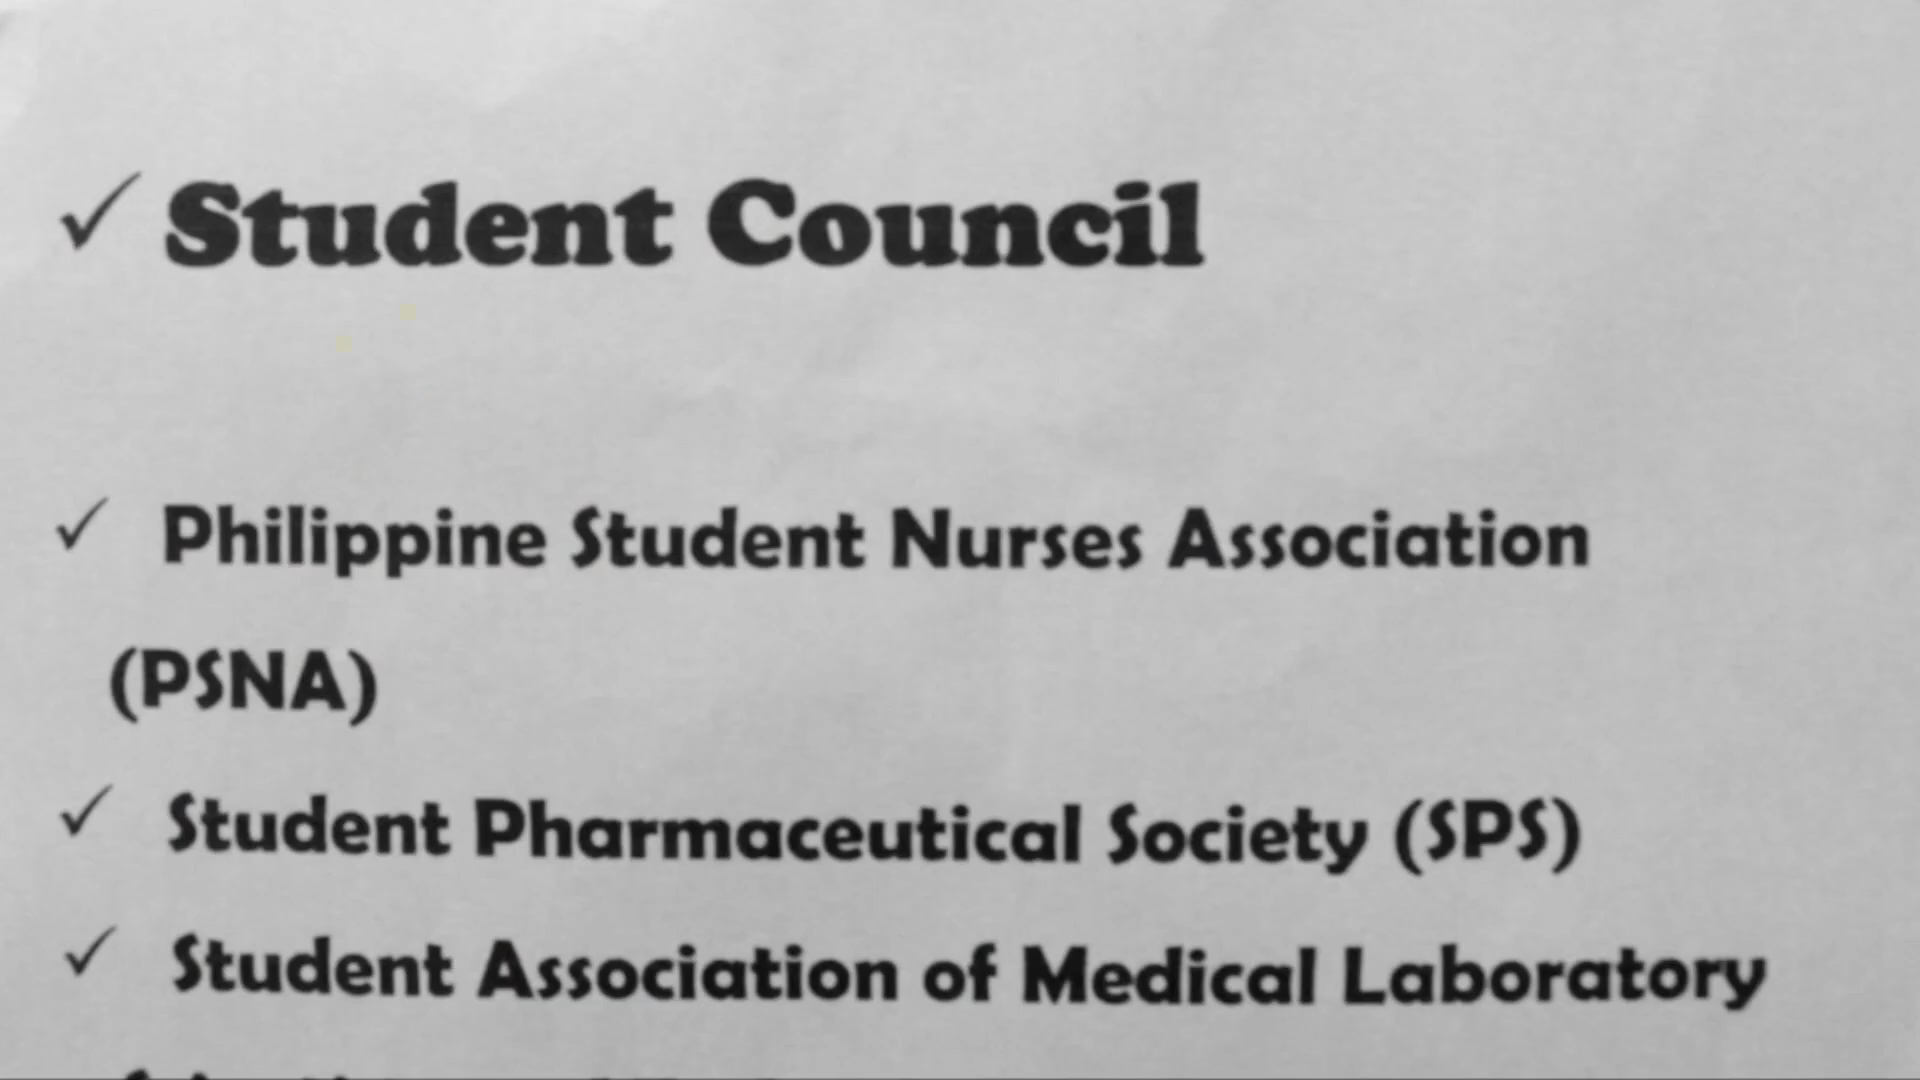 ✓ Student Council
✓ Philippine Student Nurses Association
(PSNA)
✓ Student Pharmaceutical Society (SPS)
✓ Student Association of Medical Laboratory